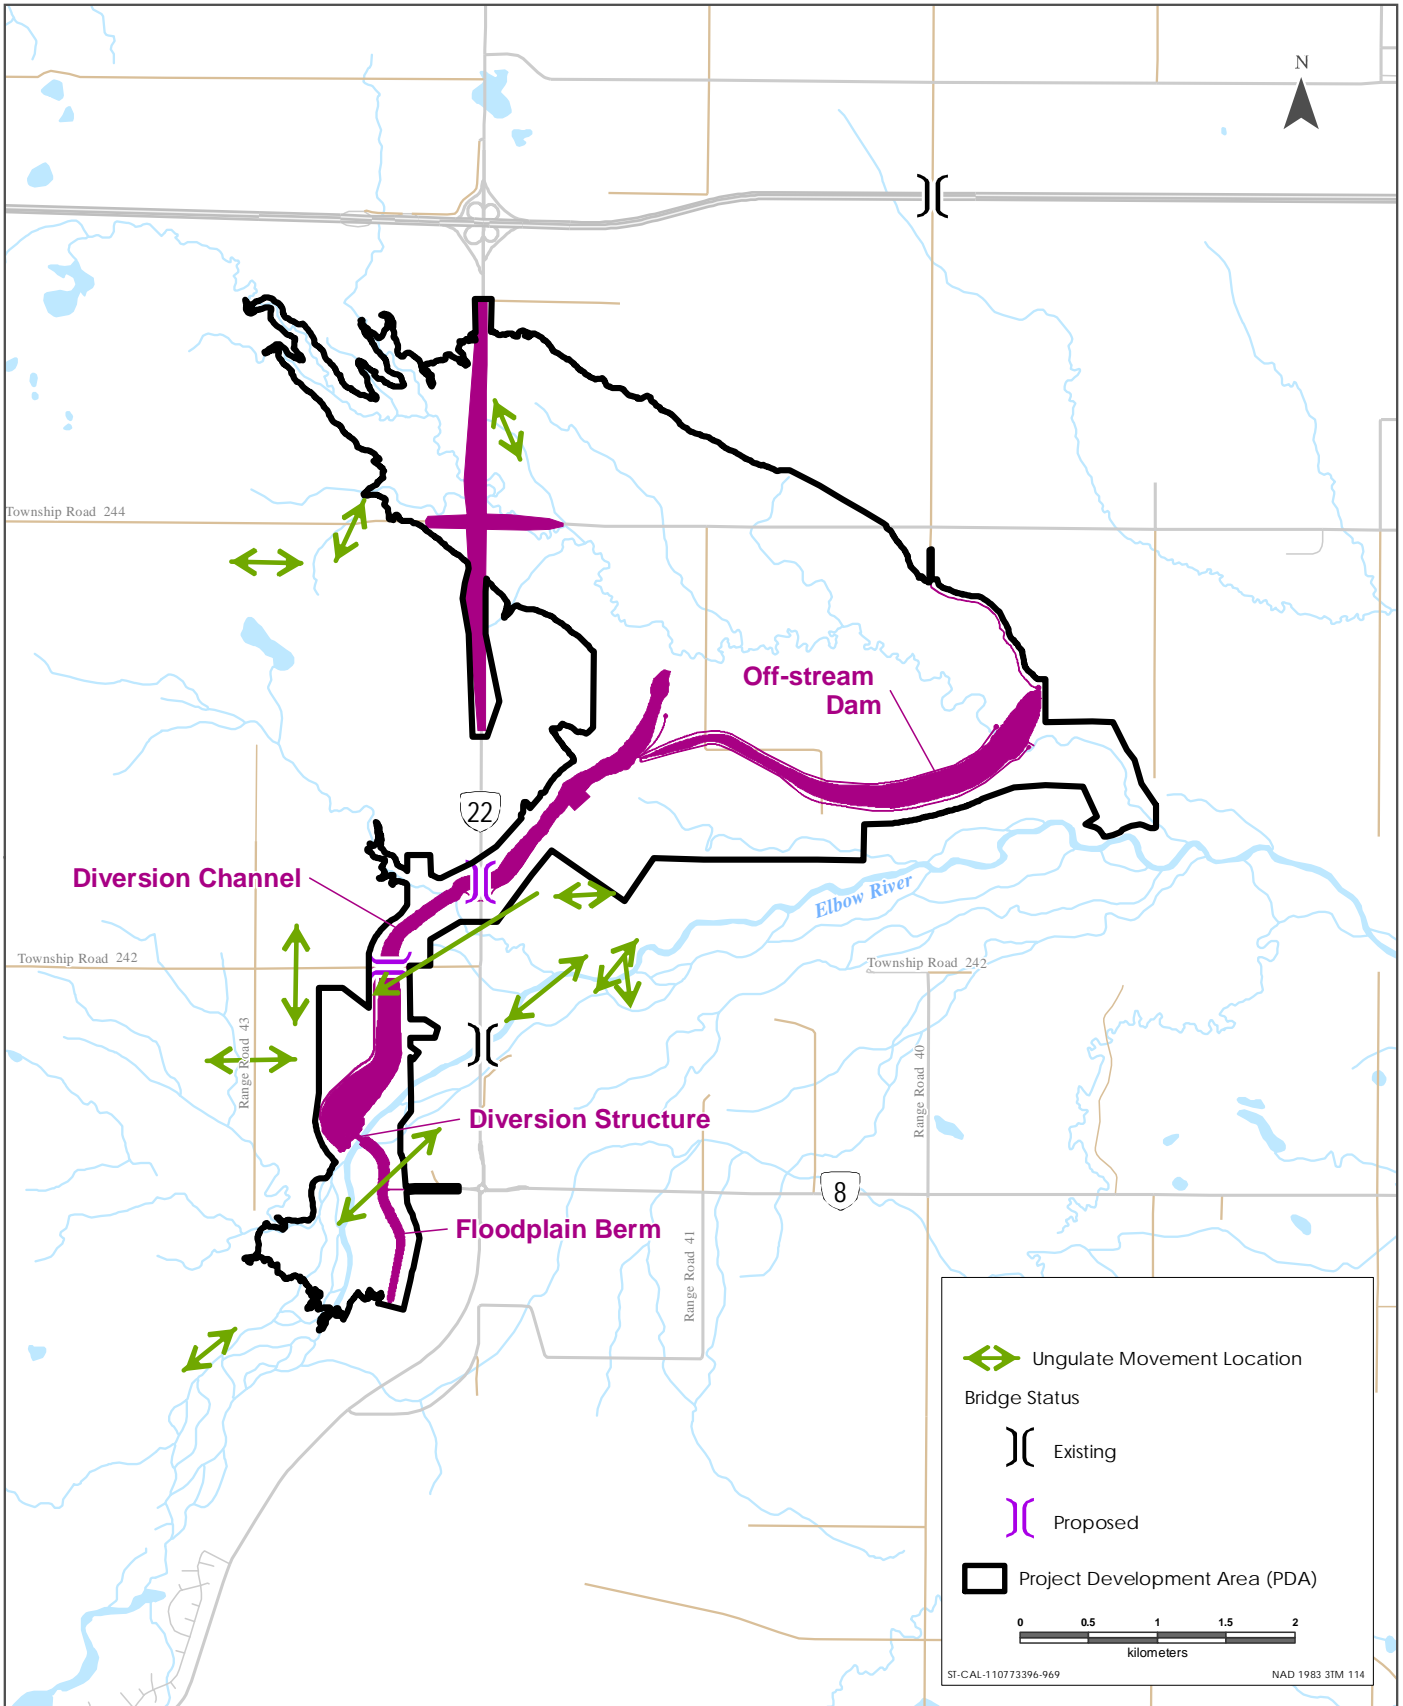 N
Township Road 244
Off-stream
Dam
22
Diversion Channel
Elbow River
Township Road 242
Township Road 242
Range Road 43
Range Road 40
Diversion Structure
8
Floodplain Berm
Range Road 41
Ungulate Movement Location
Bridge Status
Existing
Proposed
Project Development Area (PDA)
0 0.5 1 1.5 2
kilometers
ST-CAL-110773396-969 NAD 1983 3TM 114